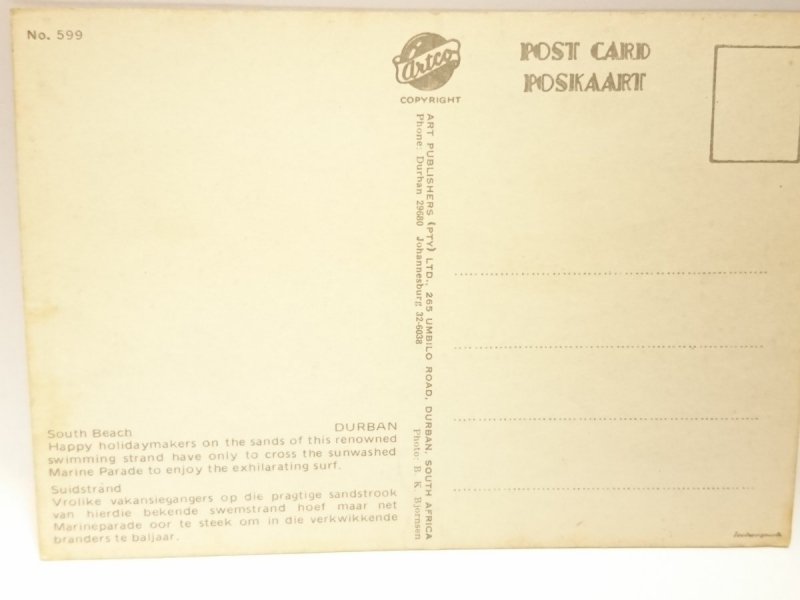 No. 599
Artco
COPYRIGHT
POST CARD
POSKAART
ART PUBLISHERS (PTY) LTD., 265 UMBILO ROAD, DURBAN, SOUTH AFRICA
Phone: Durban 29680 Johannesburg 32-6038
Photo: B. K. Bjornsen
South Beach DURBAN
Happy holidaymakers on the sands of this renowned
swimming strand have only to cross the sunwashed
Marine Parade to enjoy the exhilarating surf.
Suidstrand
Vrolike vakansiegangers op die pragtige sandstrook
van hierdie bekende swemstrand hoef maar net
Marineparade oor te steek om in die verkwikkende
branders te baljaar.